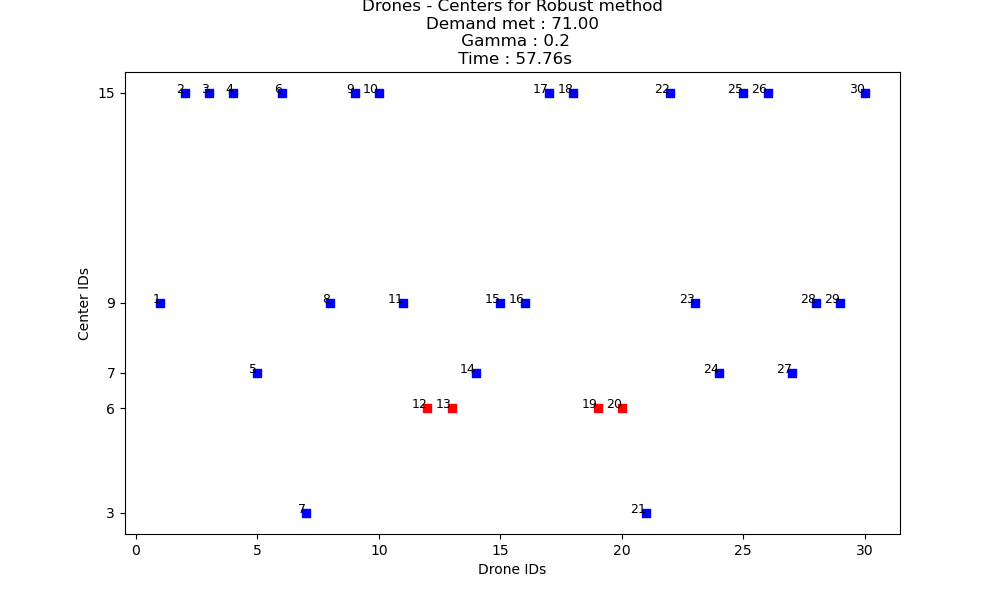 Drones - Centers for Robust method
Demand met : 71.00
Gamma : 0.2
Time : 57.76s
15
2 3 4 6 9 10 17 18 22 25 26 30
9
1 8 11 15 16 23 28 29
7
5 14 24 27
6
12 13 19 20
3
7 21
Center IDs
0 5 10 15 20 25 30
Drone IDs